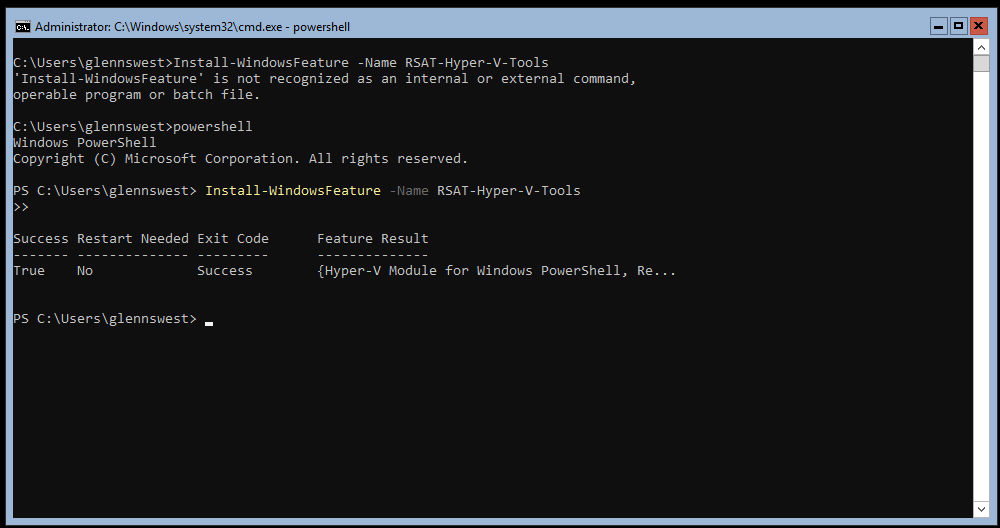 Administrator: C:\Windows\system32\cmd.exe - powershell
C:\Users\glennswest>Install-WindowsFeature -Name RSAT-Hyper-V-Tools
'Install-WindowsFeature' is not recognized as an internal or external command,
operable program or batch file.
C:\Users\glennswest>powershell
Windows PowerShell
Copyright (C) Microsoft Corporation. All rights reserved.
PS C:\Users\glennswest> Install-WindowsFeature -Name RSAT-Hyper-V-Tools
>>
Success Restart Needed Exit Code      Feature Result
------- -------------- ---------      --------------
True    No             Success        {Hyper-V Module for Windows PowerShell, Re...
PS C:\Users\glennswest>